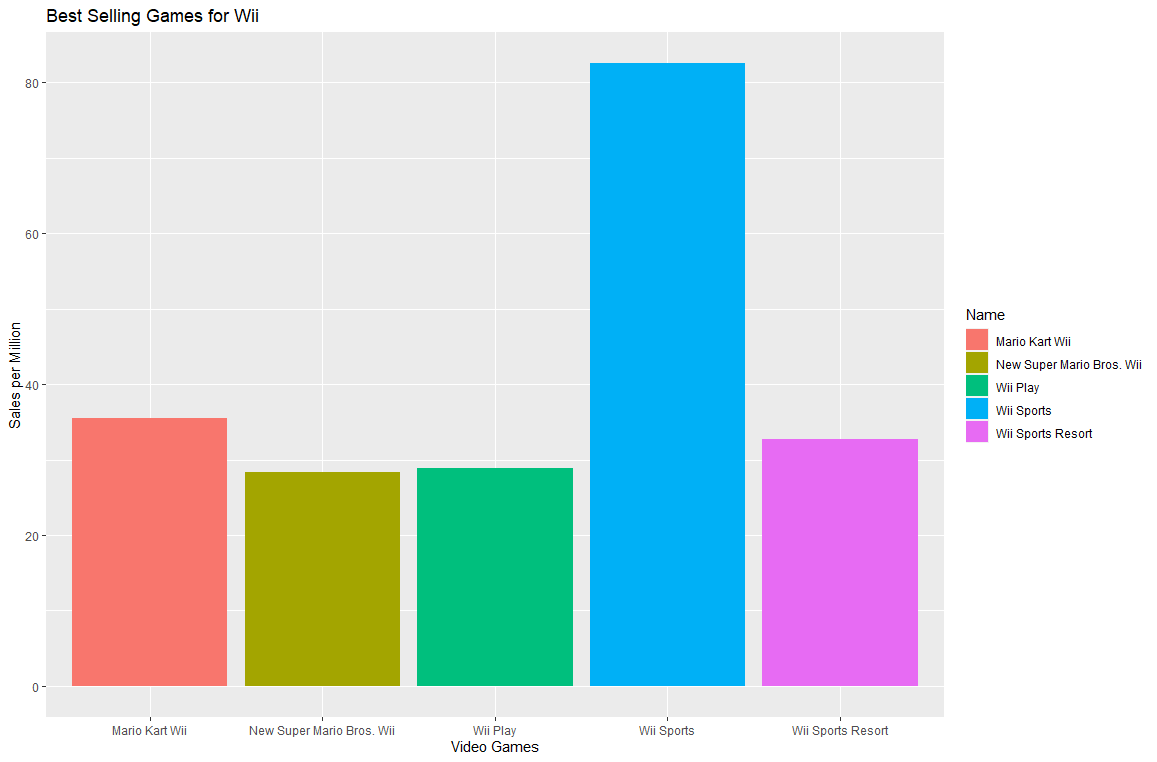 Best Selling Games for Wii
Sales per Million
80
60
40
20
0
Mario Kart Wii
New Super Mario Bros. Wii
Wii Play
Wii Sports
Wii Sports Resort
Video Games
Name
Mario Kart Wii
New Super Mario Bros. Wii
Wii Play
Wii Sports
Wii Sports Resort